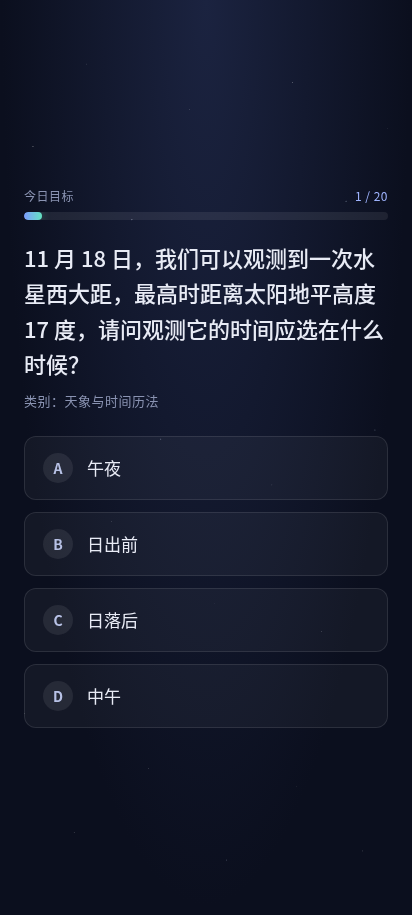 今日目标
1 / 20
11 月 18 日，我们可以观测到一次水
星西大距，最高时距离太阳地平高度
17 度，请问观测它的时间应选在什么
时候？
类别：天象与时间历法
A 午夜
B 日出前
C 日落后
D 中午